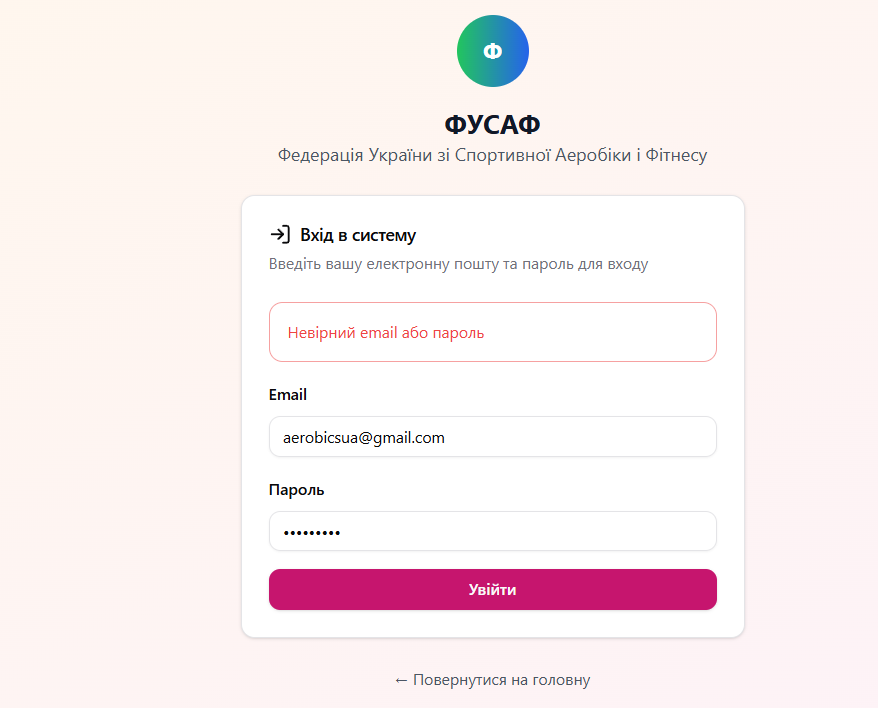 Ф
ФУСАФ
Федерація України зі Спортивної Аеробіки і Фітнесу
Вхід в систему
Введіть вашу електронну пошту та пароль для входу
Невірний email або пароль
Email
aerobicsua@gmail.com
Пароль
•••••••••
Увійти
← Повернутися на головну